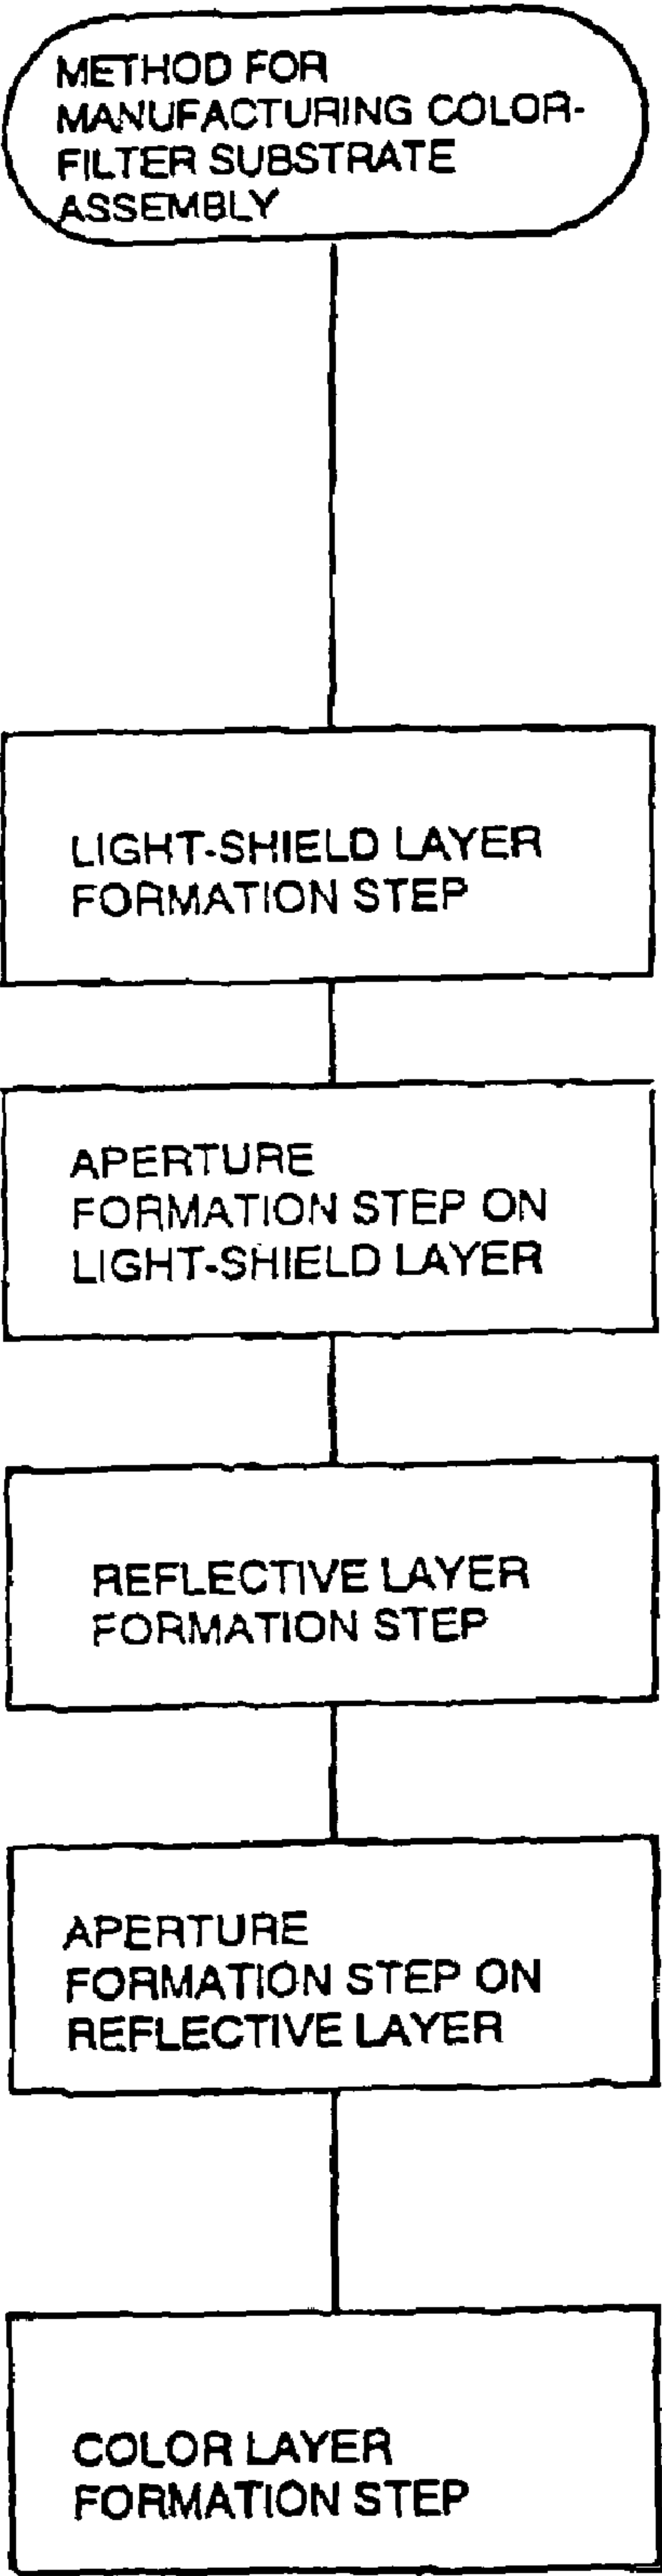 METHOD FOR
MANUFACTURING COLOR-
FILTER SUBSTRATE
ASSEMBLY
LIGHT-SHIELD LAYER
FORMATION STEP
APERTURE
FORMATION STEP ON
LIGHT-SHIELD LAYER
REFLECTIVE LAYER
FORMATION STEP
APERTURE
FORMATION STEP ON
REFLECTIVE LAYER
COLOR LAYER
FORMATION STEP